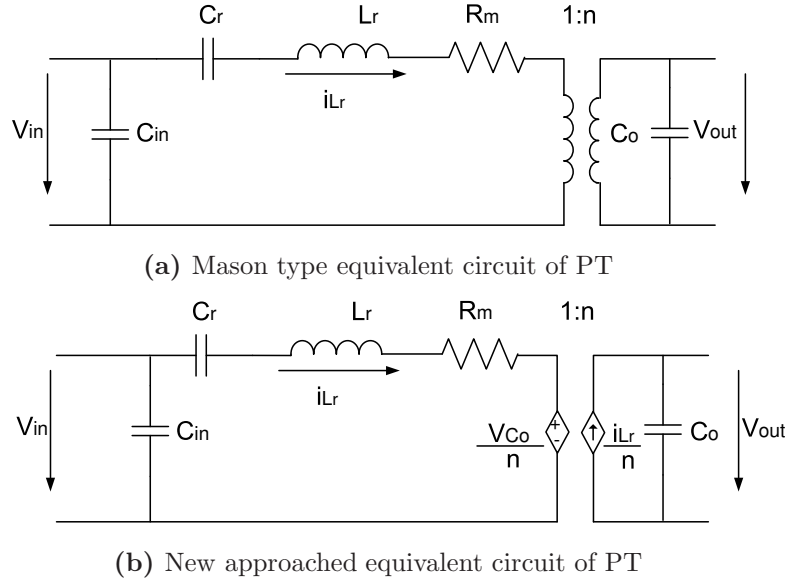 Cr Lr Rm 1:n
iLr
Vin Cin Co Vout
(a) Mason type equivalent circuit of PT
Cr Lr Rm 1:n
iLr
Vin Cin + - VCo/n iLr/n Co Vout
(b) New approached equivalent circuit of PT